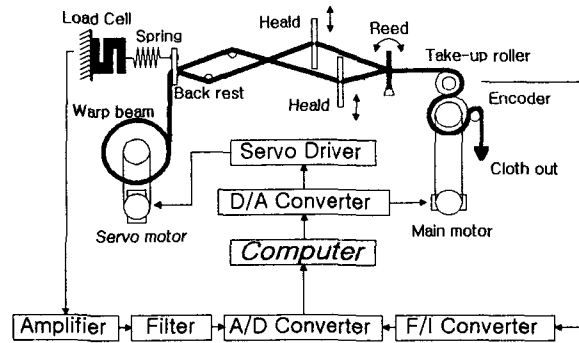 Load Cell
Spring
Heald
Reed
Take-up roller
Back rest
Heald
Encoder
Warp beam
Servo Driver
Cloth out
D/A Converter
Servo motor
Computer
Main motor
Amplifier
Filter
A/D Converter
F/I Converter